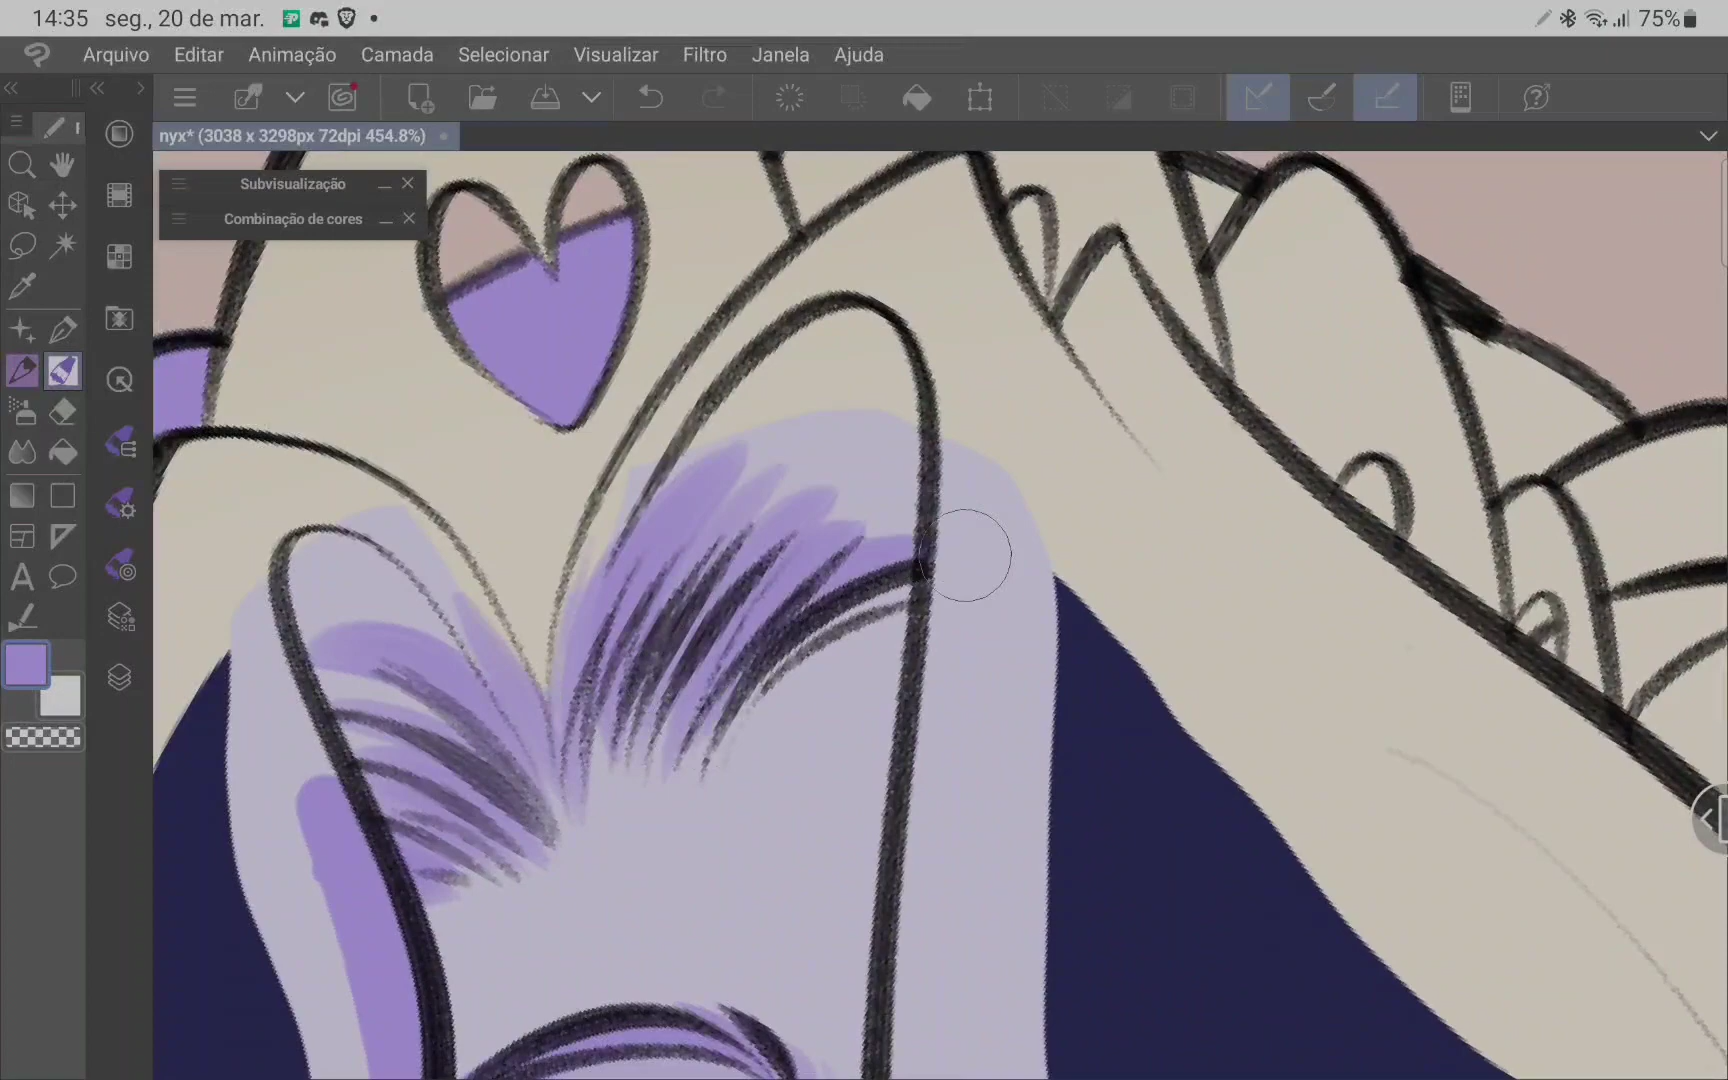 14:35 seg., 20 de mar. 75%
Arquivo Editar Animação Camada Selecionar Visualizar Filtro Janela Ajuda
nyx* (3038 x 3298px 72dpi 454.8%)
Subvisualização
Combinação de cores